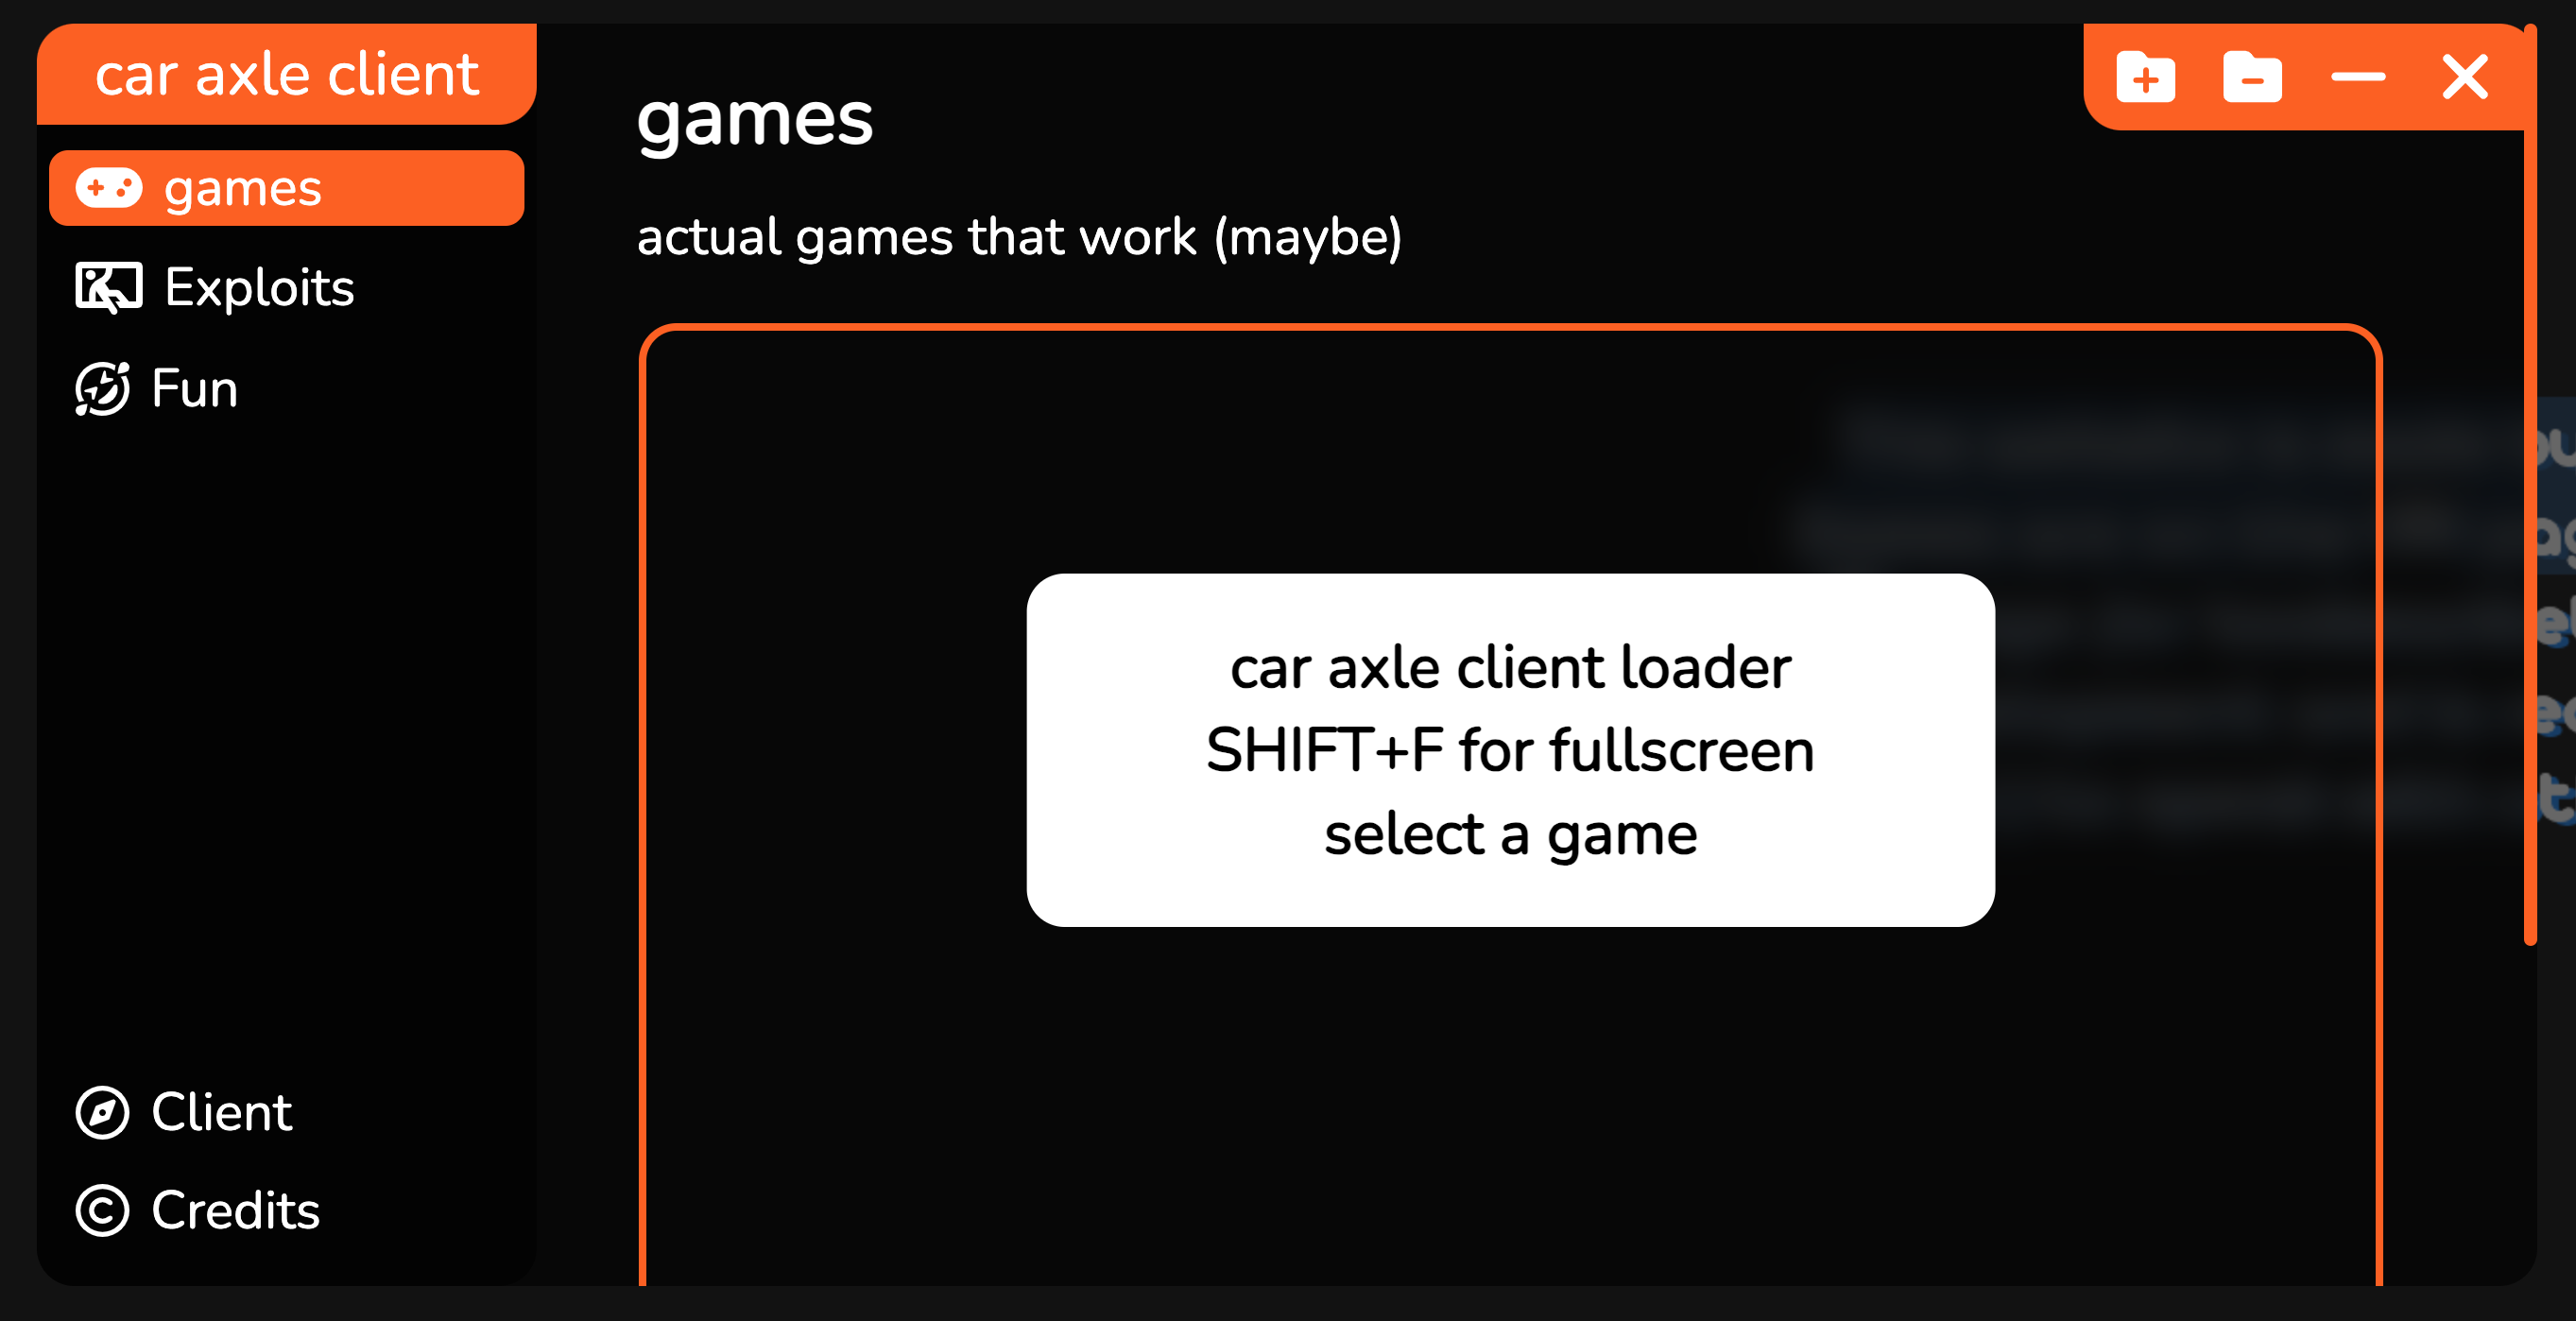 car axle client
games
Exploits
Fun
Client
Credits
games
actual games that work (maybe)
car axle client loader
SHIFT+F for fullscreen
select a game